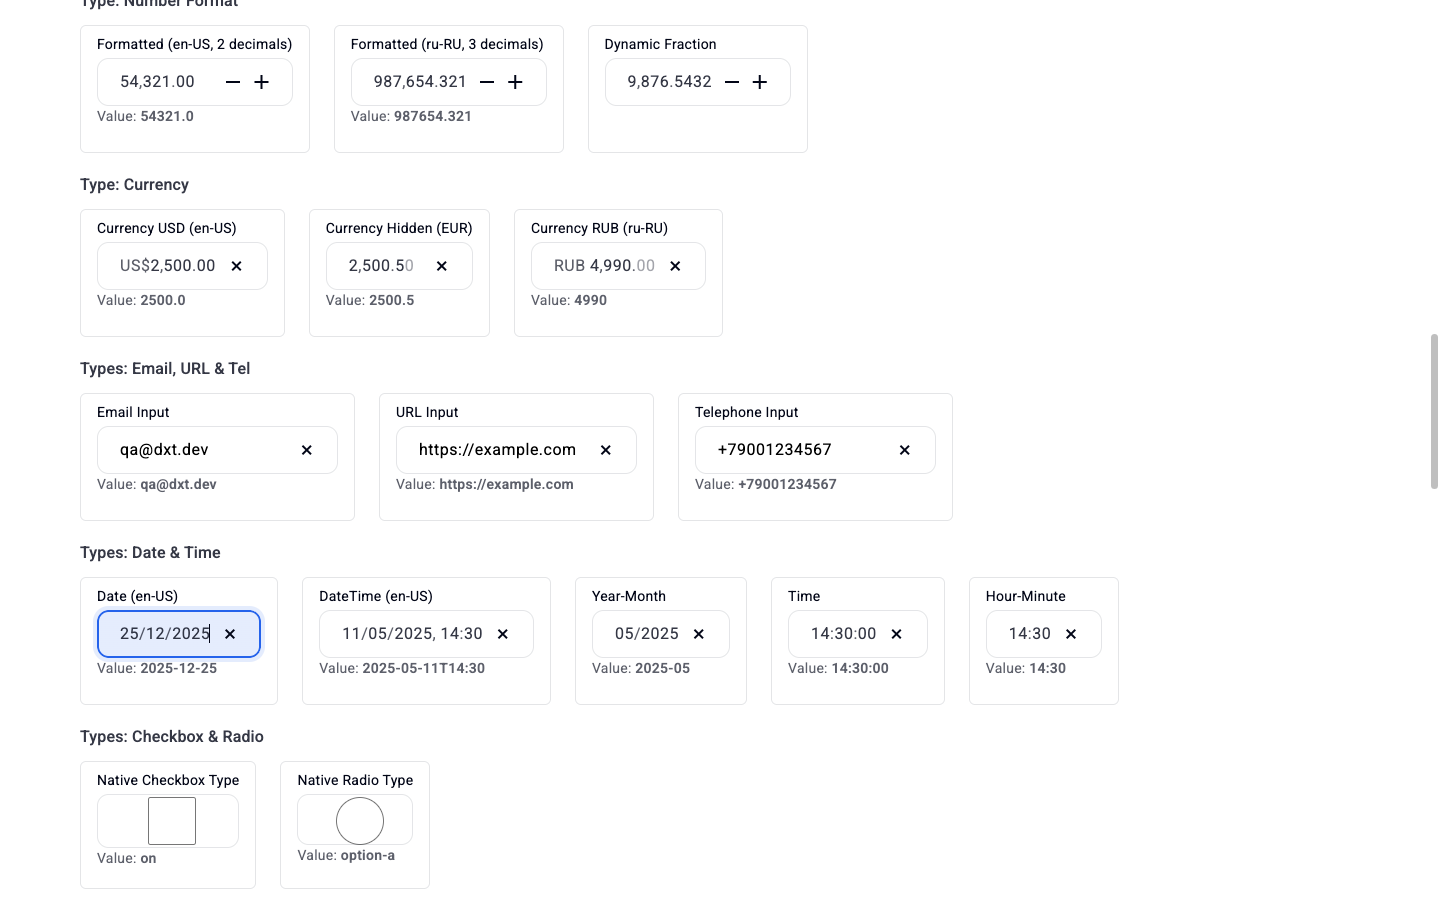 Type: Number Format
Formatted (en-US, 2 decimals)
54,321.00
Value: 54321.0
Formatted (ru-RU, 3 decimals)
987,654.321
Value: 987654.321
Dynamic Fraction
9,876.5432
Type: Currency
Currency USD (en-US)
US$2,500.00
Value: 2500.0
Currency Hidden (EUR)
2,500.50
Value: 2500.5
Currency RUB (ru-RU)
RUB 4,990.00
Value: 4990
Types: Email, URL & Tel
Email Input
qa@dxt.dev
Value: qa@dxt.dev
URL Input
https://example.com
Value: https://example.com
Telephone Input
+79001234567
Value: +79001234567
Types: Date & Time
Date (en-US)
25/12/2025
Value: 2025-12-25
DateTime (en-US)
11/05/2025, 14:30
Value: 2025-05-11T14:30
Year-Month
05/2025
Value: 2025-05
Time
14:30:00
Value: 14:30:00
Hour-Minute
14:30
Value: 14:30
Types: Checkbox & Radio
Native Checkbox Type
Value: on
Native Radio Type
Value: option-a